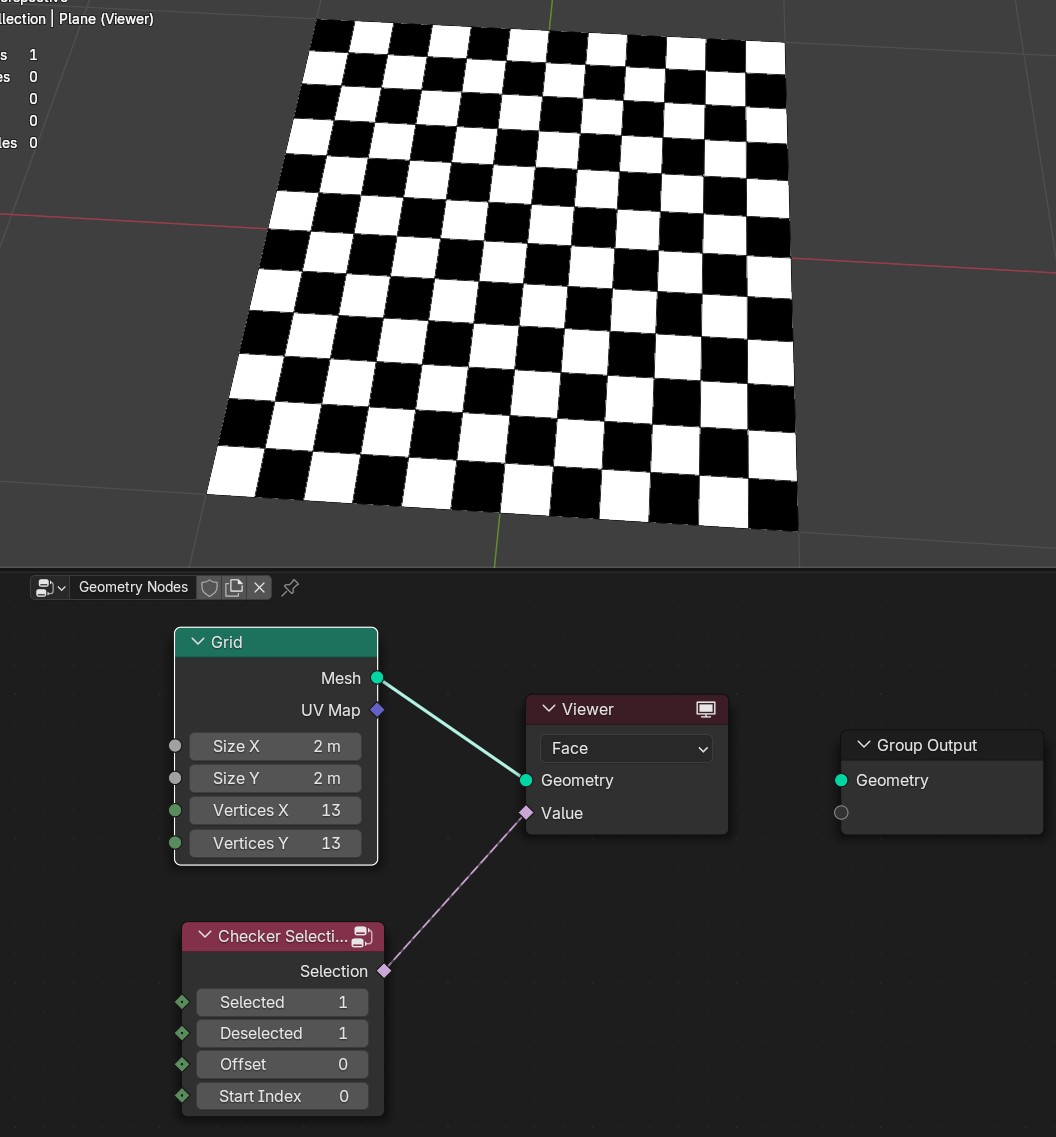 llection | Plane (Viewer)
s 1
es 0
0
0
les 0
Geometry Nodes
Grid
Mesh
UV Map
Size X 2 m
Size Y 2 m
Vertices X 13
Vertices Y 13
Viewer
Face
Geometry
Value
Group Output
Geometry
Checker Selecti...
Selection
Selected 1
Deselected 1
Offset 0
Start Index 0